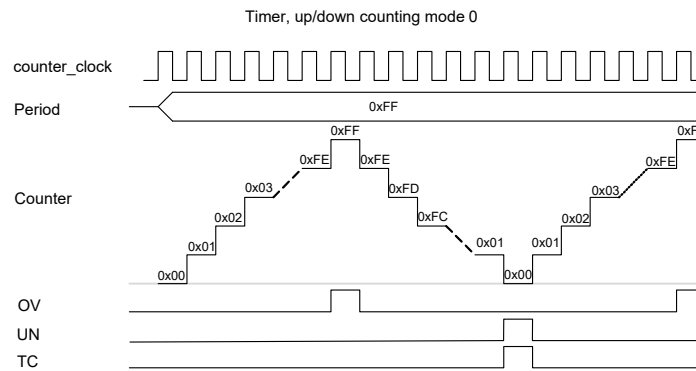 Timer, up/down counting mode 0
counter_clock
Period
0xFF
0xFF
0xFE
0xFE
0xFE
0x03
0xFD
0x03
Counter
0x02
0xFC
0x02
0x01
0x01
0x01
0x00
0x00
OV
UN
TC